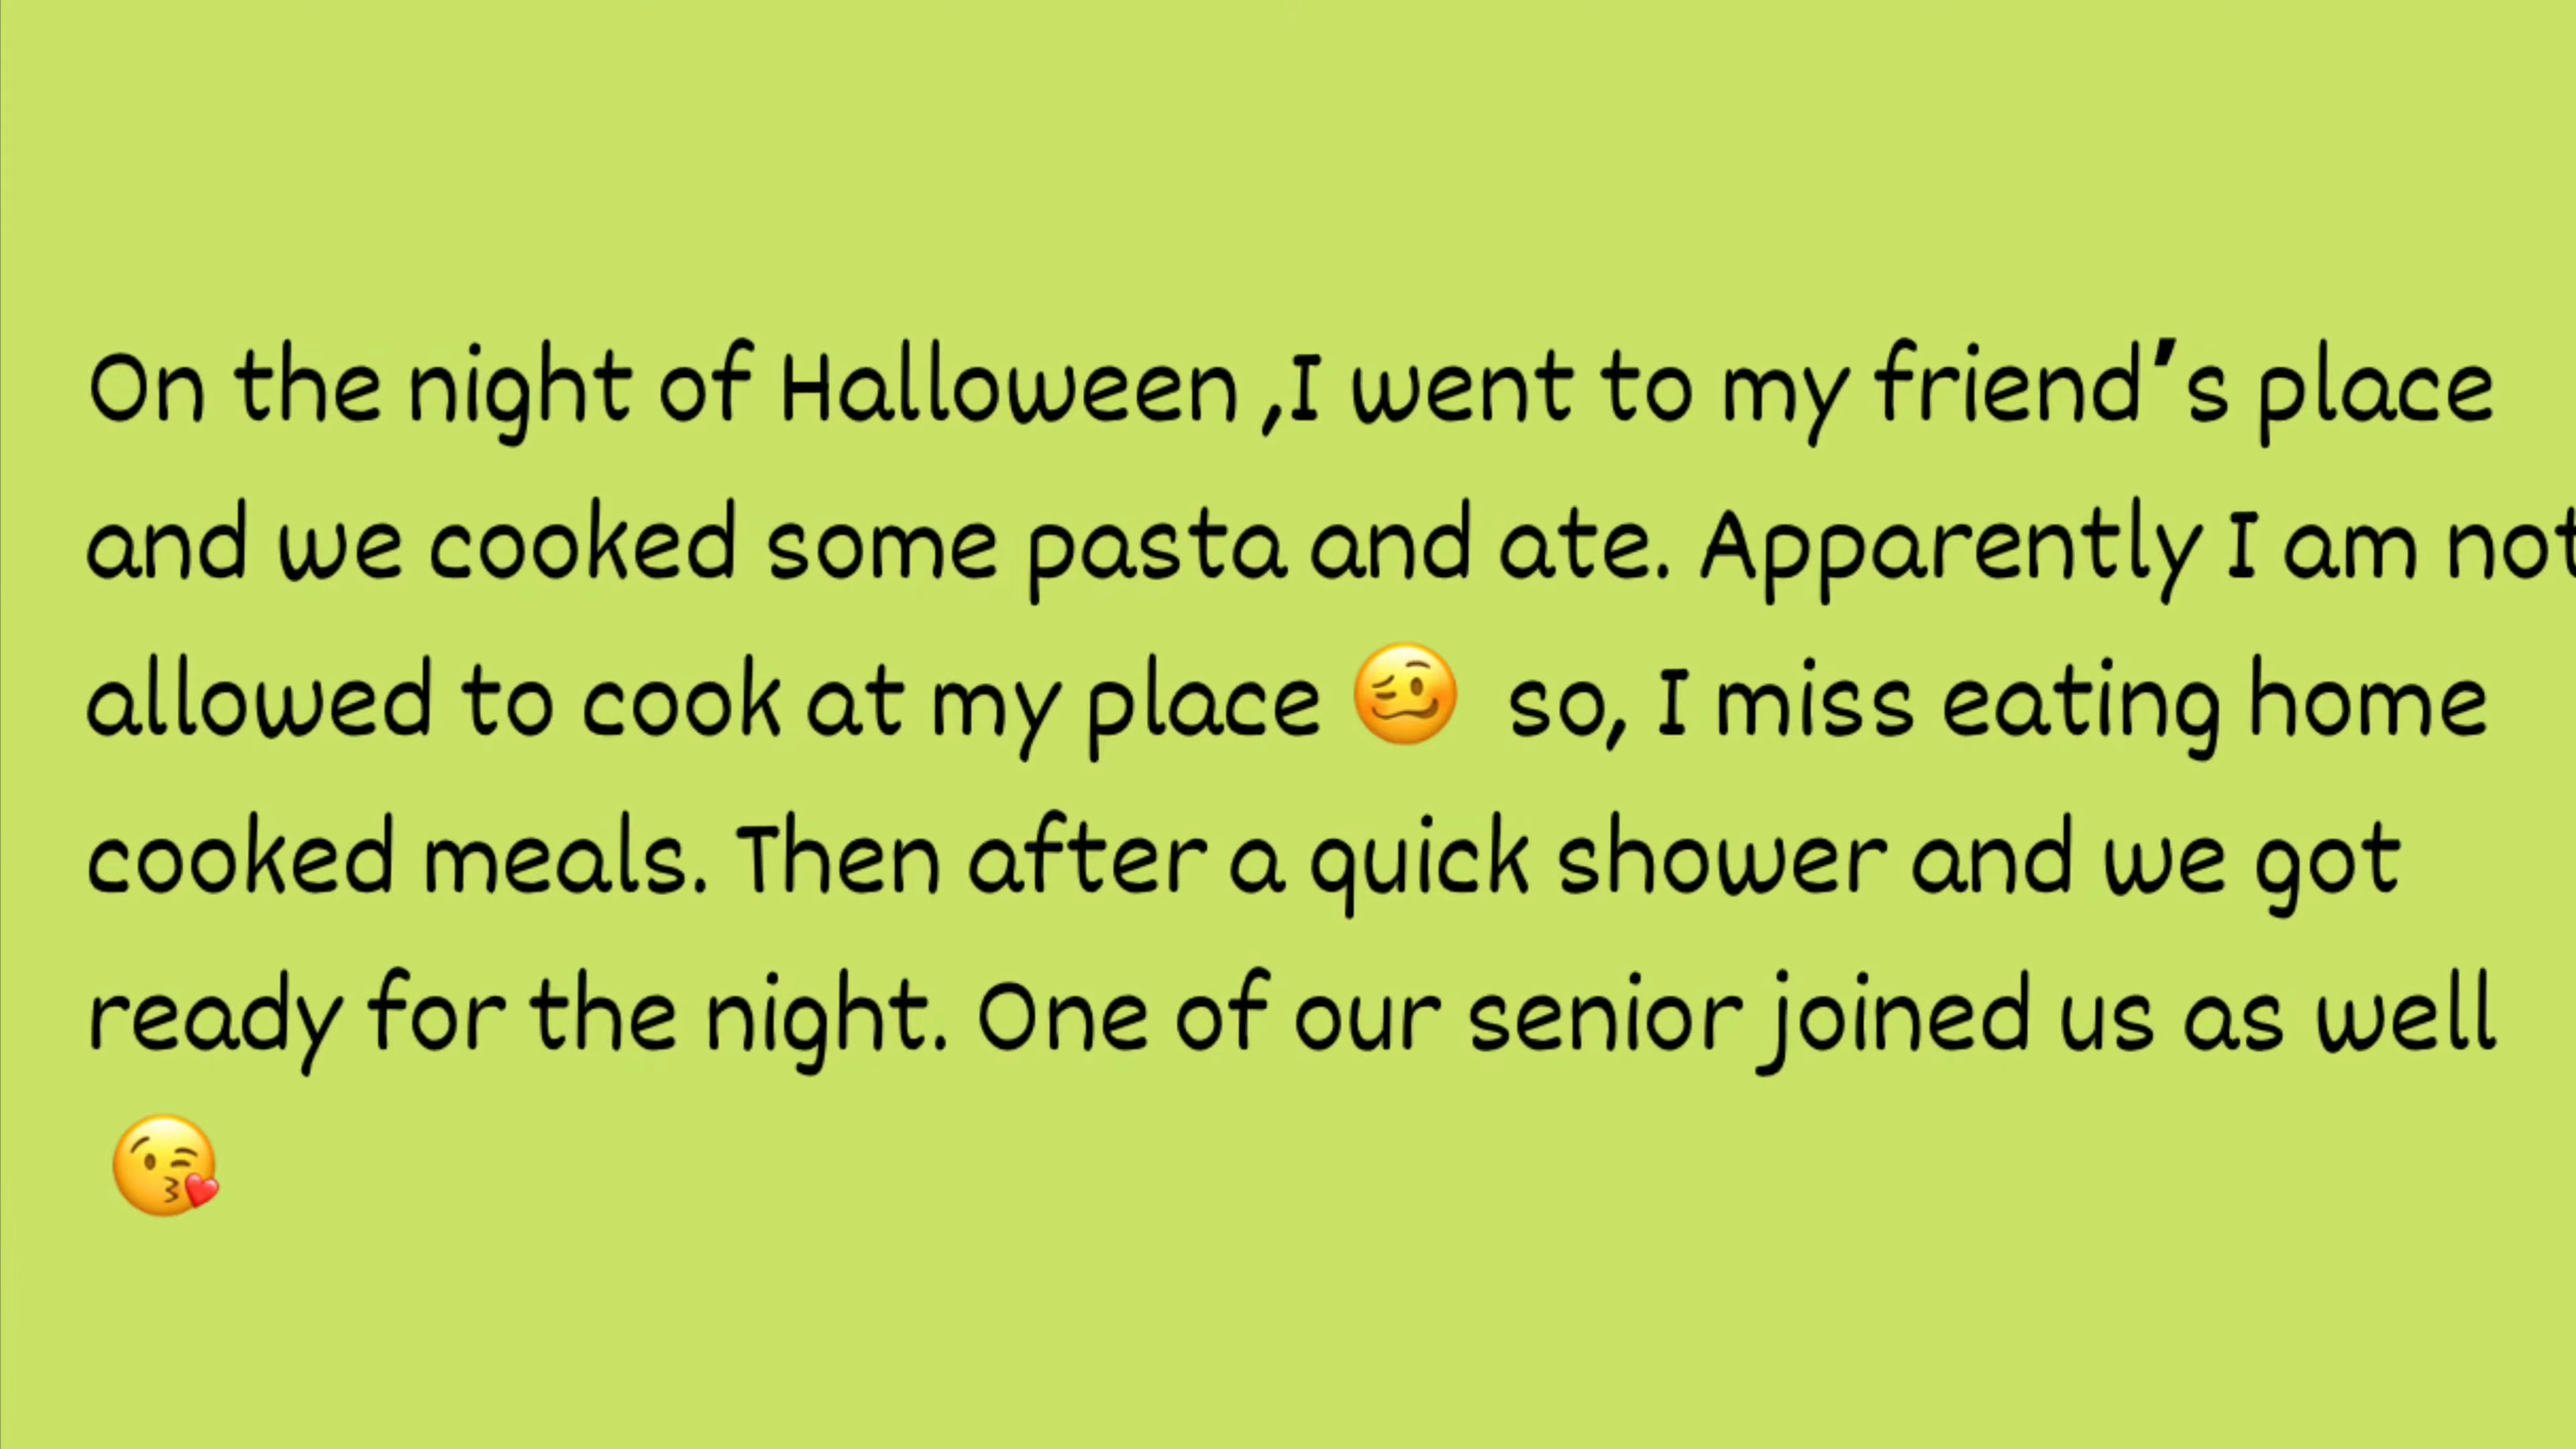 On the night of Halloween ,I went to my friend's place
and we cooked some pasta and ate. Apparently I am not
allowed to cook at my place 🥴 so, I miss eating home
cooked meals. Then after a quick shower and we got
ready for the night. One of our senior joined us as well
😘